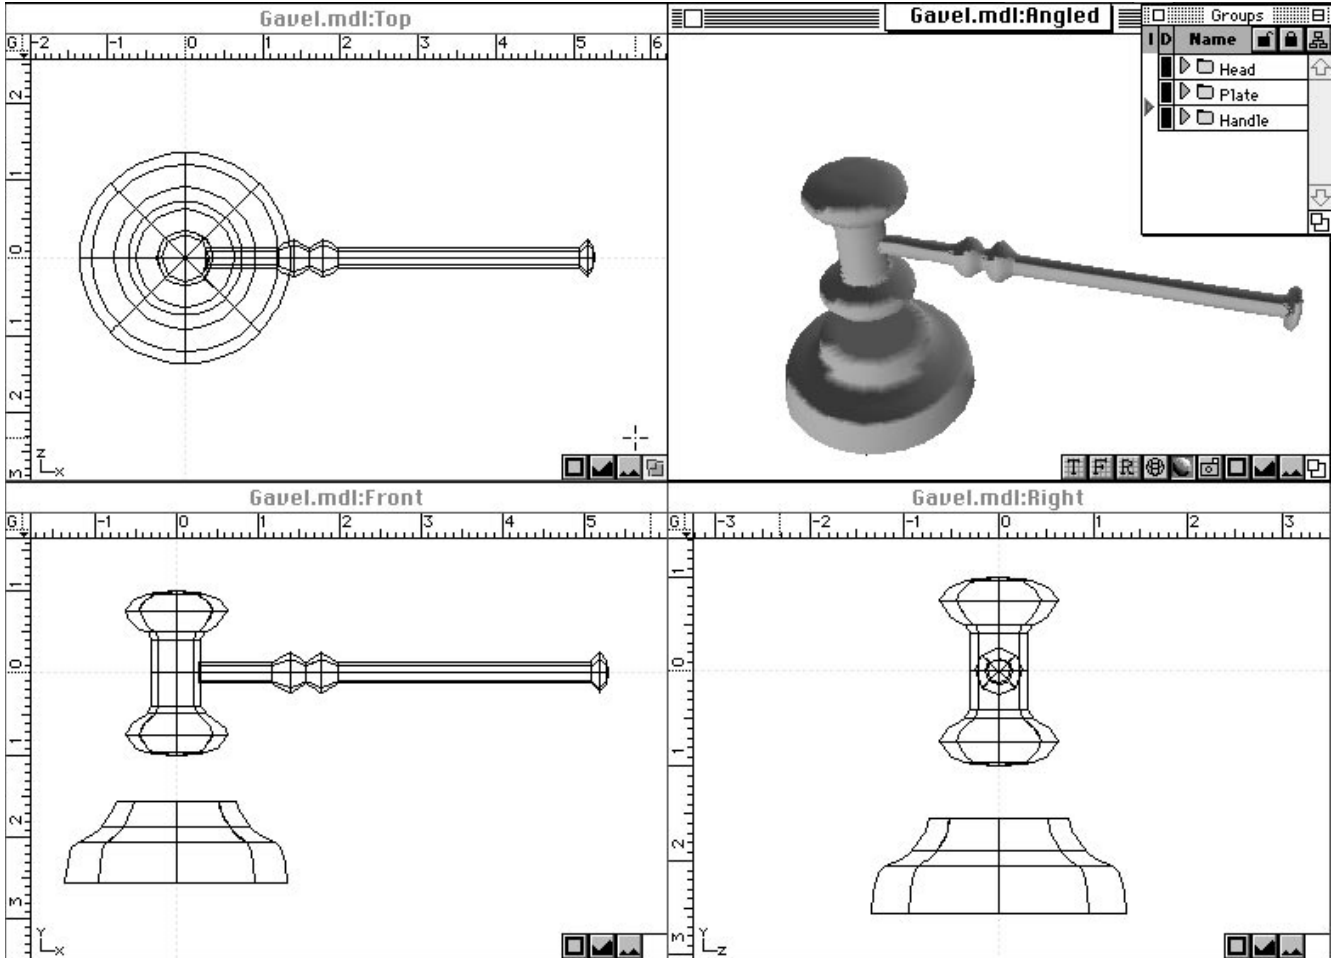 Gavel.mdl:Top
G -2 -1 0 1 2 3 4 5 6
2
1
0
1
2
3
Z
X
Gavel.mdl:Angled
Groups
I D Name
Head
Plate
Handle
T F R
Gavel.mdl:Front
G -1 0 1 2 3 4 5
1
0
1
2
3
Y
X
Gavel.mdl:Right
G -3 -2 -1 0 1 2 3
1
0
1
2
3
Y
Z